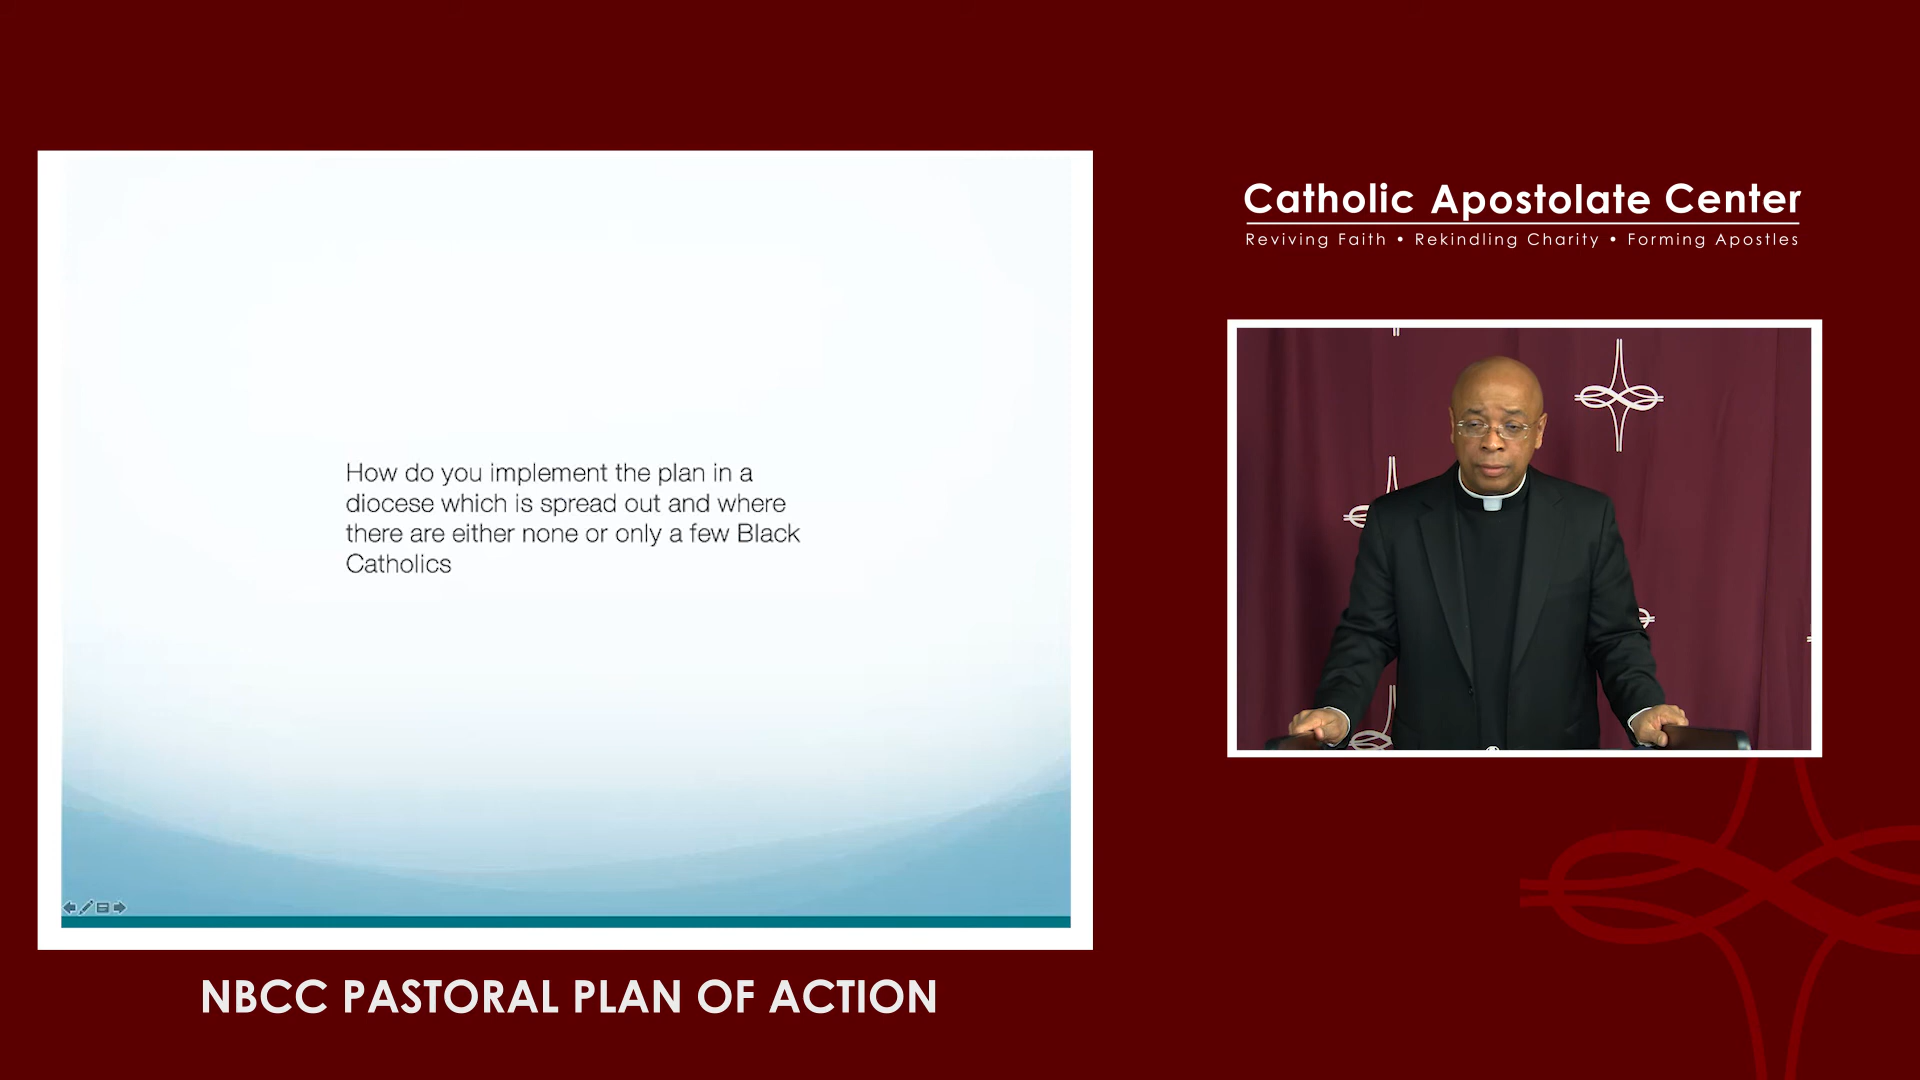 How do you implement the plan in a
diocese which is spread out and where
there are either none or only a few Black
Catholics
NBCC PASTORAL PLAN OF ACTION
Catholic Apostolate Center
Reviving Faith • Rekindling Charity • Forming Apostles